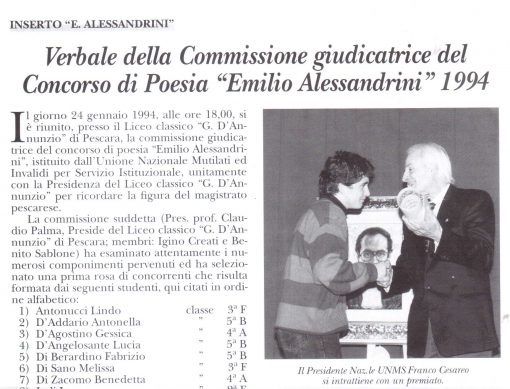 INSERTO "E. ALESSANDRINI"
Verbale della Commissione giudicatrice del
Concorso di Poesia "Emilio Alessandrini" 1994
Il giorno 24 gennaio 1994, alle ore 18,00, si
è riunito, presso il Liceo classico "G. D'An-
nunzio" di Pescara, la commissione giudica-
trice del concorso di poesia "Emilio Alessandri-
ni", istituito dall'Unione Nazionale Mutilati ed
Invalidi per Servizio Istituzionale, unitamente
con la Presidenza del Liceo classico "G. D'An-
nunzio" per ricordare la figura del magistrato
pescarese.
La commissione suddetta (Pres. prof. Clau-
dio Palma, Preside del Liceo classico "G. D'An-
nunzio" di Pescara; membri: Igino Creati e Be-
nito Sablone) ha esaminato attentamente i nu-
merosi componimenti pervenuti ed ha selezio-
nato una prima rosa di concorrenti che risulta
formata dai seguenti studenti, qui citati in ordi-
ne alfabetico:
1) Antonucci Lindo classe 3ª F
2) D'Addario Antonella " 5ª B
3) D'Agostino Gessica " 4ª A
4) D'Angelosante Lucia " 5ª B
5) Di Berardino Fabrizio " 5ª B
6) Di Sano Melissa " 3ª F
7) Di Zacomo Benedetta " 4ª A
Il Presidente Naz.le UNMS Franco Cesareo
si intrattiene con un premiato.